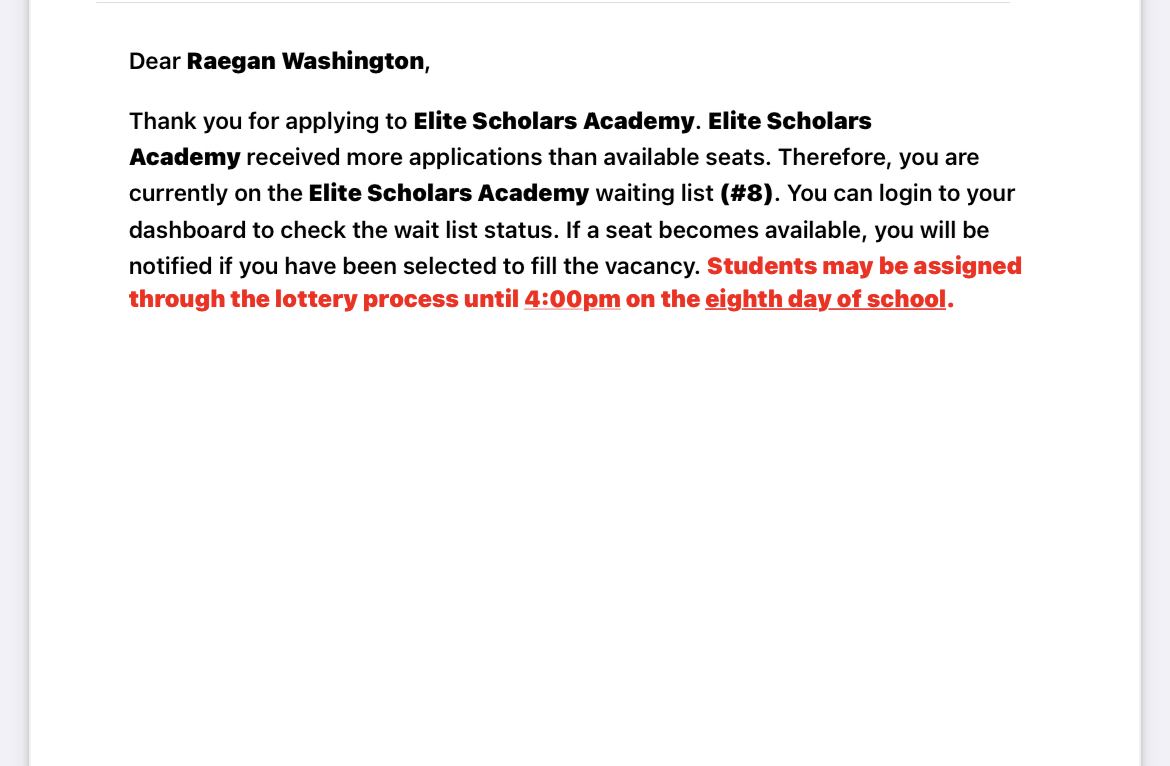 Dear Raegan Washington,
Thank you for applying to Elite Scholars Academy. Elite Scholars
Academy received more applications than available seats. Therefore, you are
currently on the Elite Scholars Academy waiting list (#8). You can login to your
dashboard to check the wait list status. If a seat becomes available, you will be
notified if you have been selected to fill the vacancy. Students may be assigned
through the lottery process until 4:00pm on the eighth day of school.